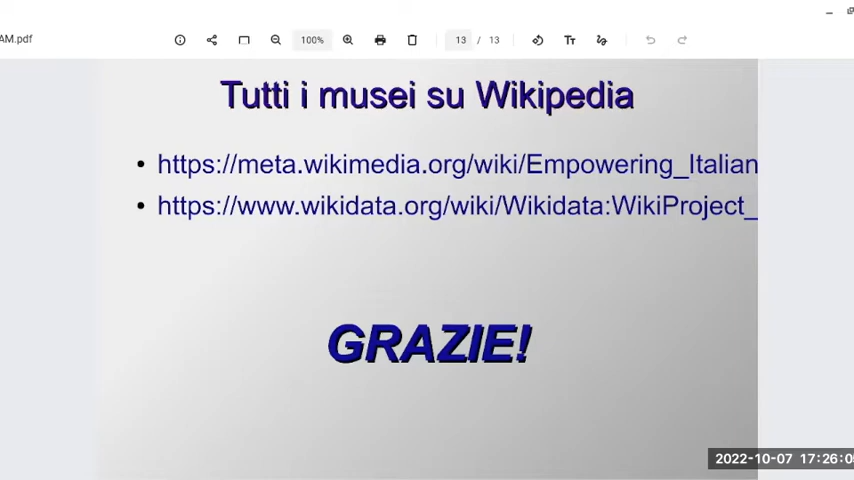 AM.pdf
100%
13 / 13
Tutti i musei su Wikipedia
• https://meta.wikimedia.org/wiki/Empowering_Italian
• https://www.wikidata.org/wiki/Wikidata:WikiProject_
GRAZIE!
2022-10-07 17:26:0